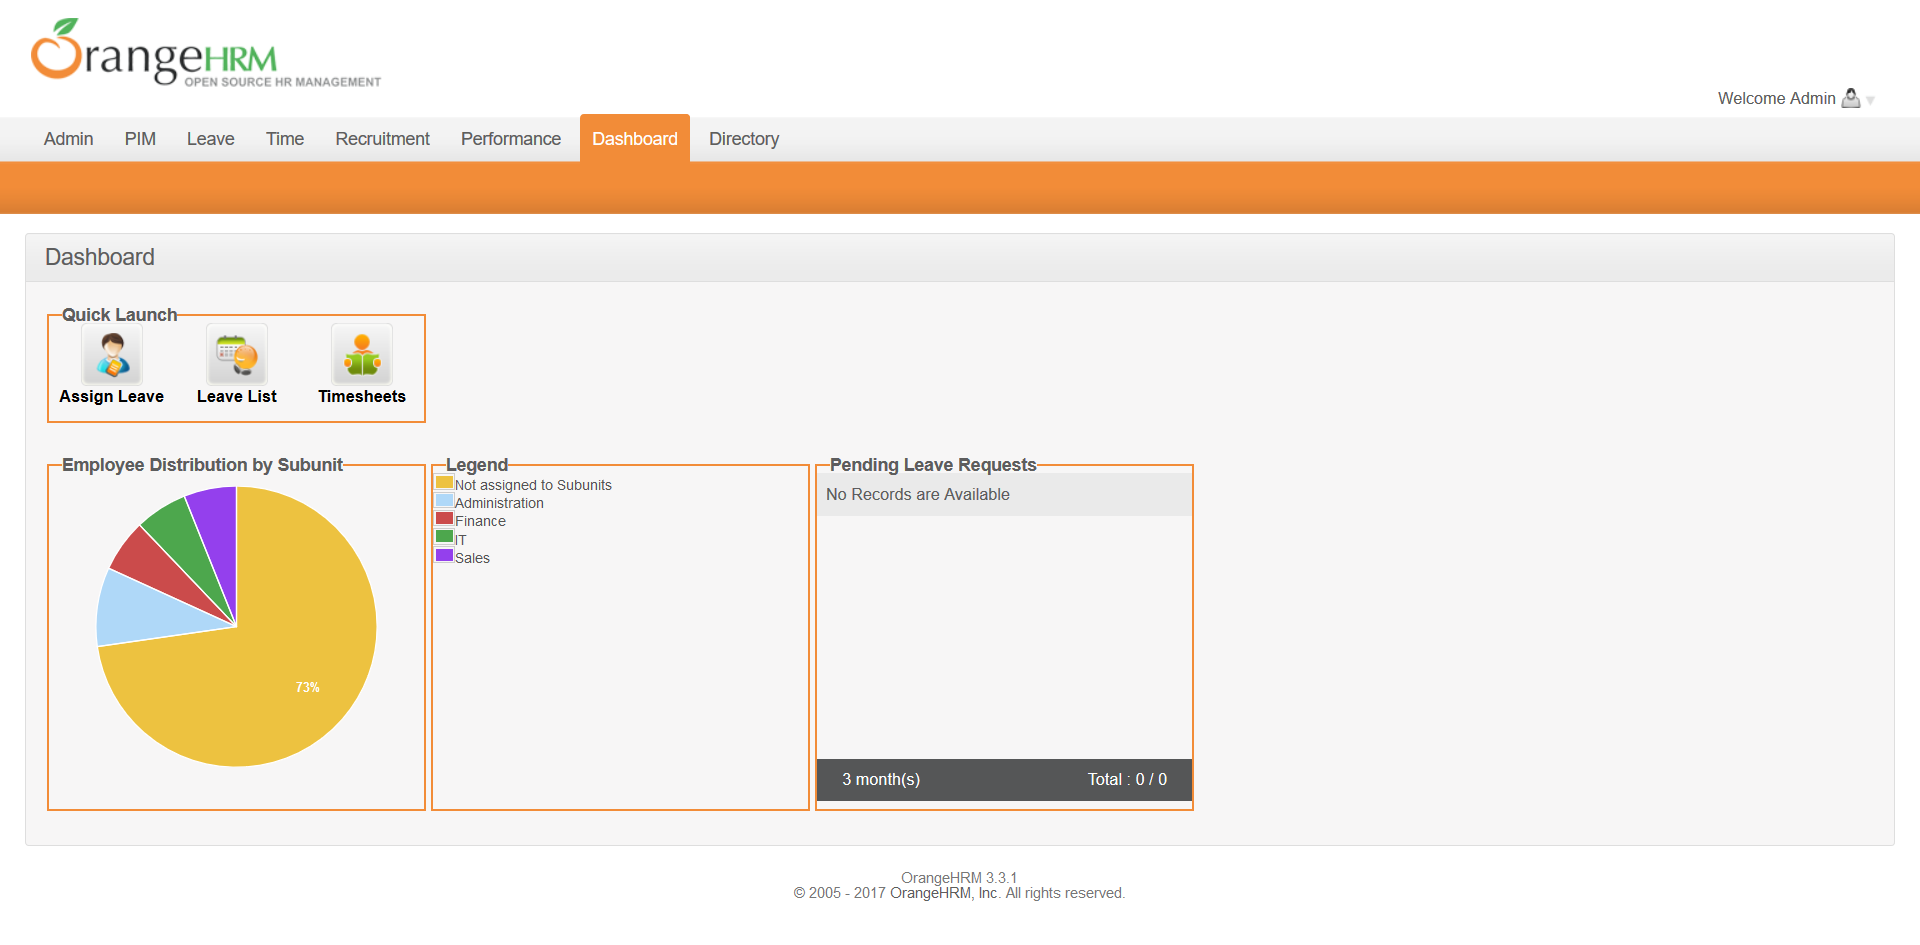 OrangeHRM
OPEN SOURCE HR MANAGEMENT
Welcome Admin
Admin PIM Leave Time Recruitment Performance Dashboard Directory
Dashboard
Quick Launch
Assign Leave Leave List Timesheets
Employee Distribution by Subunit
73%
Legend
Not assigned to Subunits
Administration
Finance
IT
Sales
Pending Leave Requests
No Records are Available
3 month(s) Total : 0 / 0
OrangeHRM 3.3.1
© 2005 - 2017 OrangeHRM, Inc. All rights reserved.